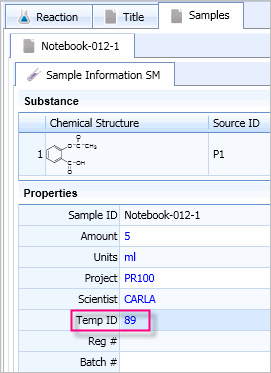 Reaction Title Samples
Notebook-012-1
Sample Information SM
Substance
Chemical Structure Source ID
1 P1
Properties
Sample ID Notebook-012-1
Amount 5
Units ml
Project PR100
Scientist CARLA
Temp ID 89
Reg #
Batch #